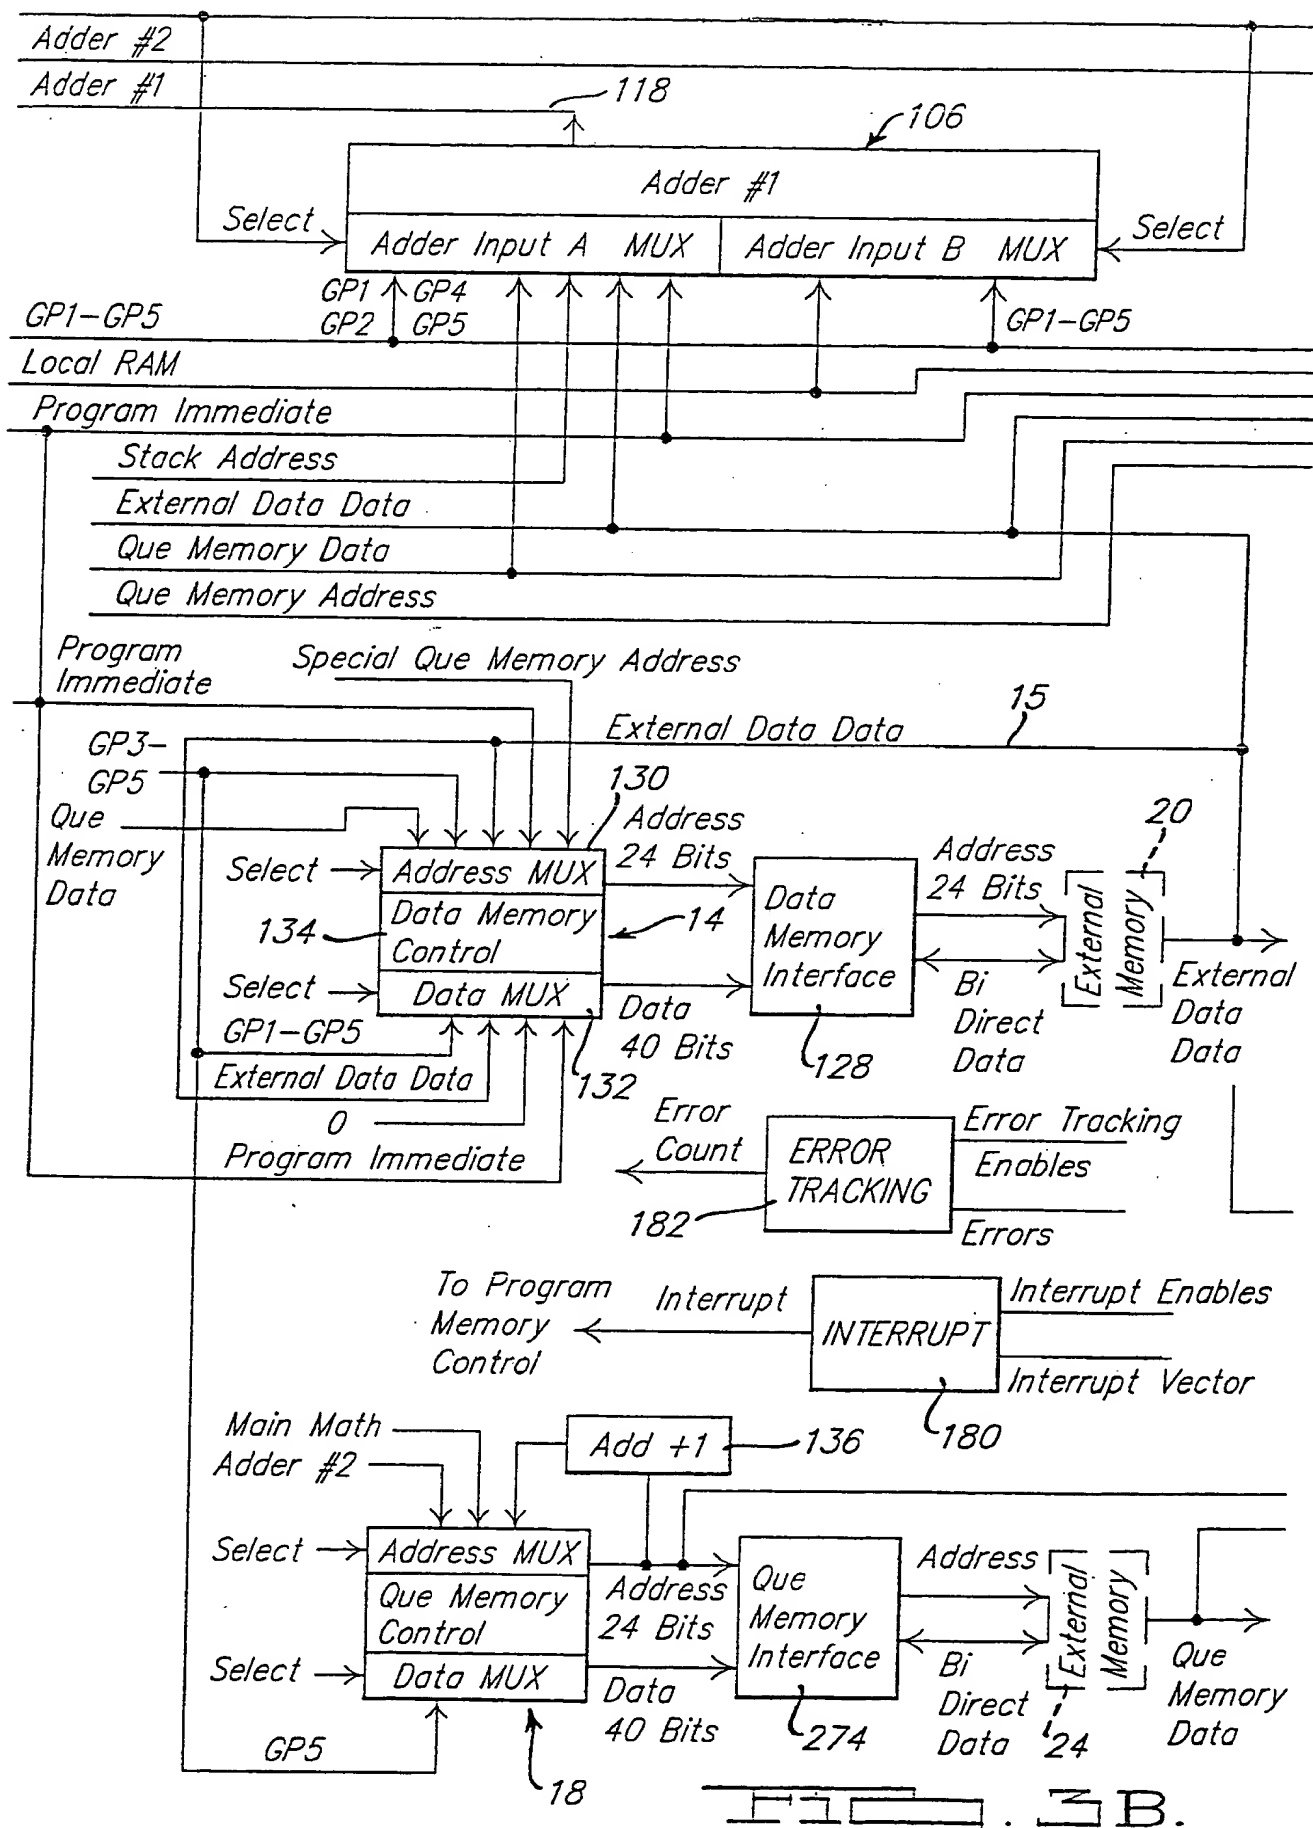 Adder #2
Adder #1
118
106
Adder #1
Select
Adder Input A MUX
Adder Input B MUX
Select
GP1 GP4
GP2 GP5
GP1-GP5
GP1-GP5
Local RAM
Program Immediate
Stack Address
External Data Data
Que Memory Data
Que Memory Address
Program
Immediate
Special Que Memory Address
External Data Data
15
GP3-
GP5
Que
Memory
Data
130
Address
24 Bits
Select
Address MUX
134
Data Memory
Control
14
Select
Data MUX
132
Data
40 Bits
Data
Memory
Interface
128
Address
24 Bits
Bi
Direct
Data
20
External
Memory
External
Data
Data
GP1-GP5
External Data Data
0
Program Immediate
Error
Count
ERROR
TRACKING
182
Error Tracking
Enables
Errors
To Program
Memory
Control
Interrupt
INTERRUPT
180
Interrupt Enables
Interrupt Vector
Main Math
Adder #2
Add +1
136
Select
Address MUX
Que Memory
Control
Select
Data MUX
18
GP5
Address
24 Bits
Data
40 Bits
Que
Memory
Interface
274
Address
Bi
Direct
Data
External
Memory
24
Que
Memory
Data
FIG. 3B.